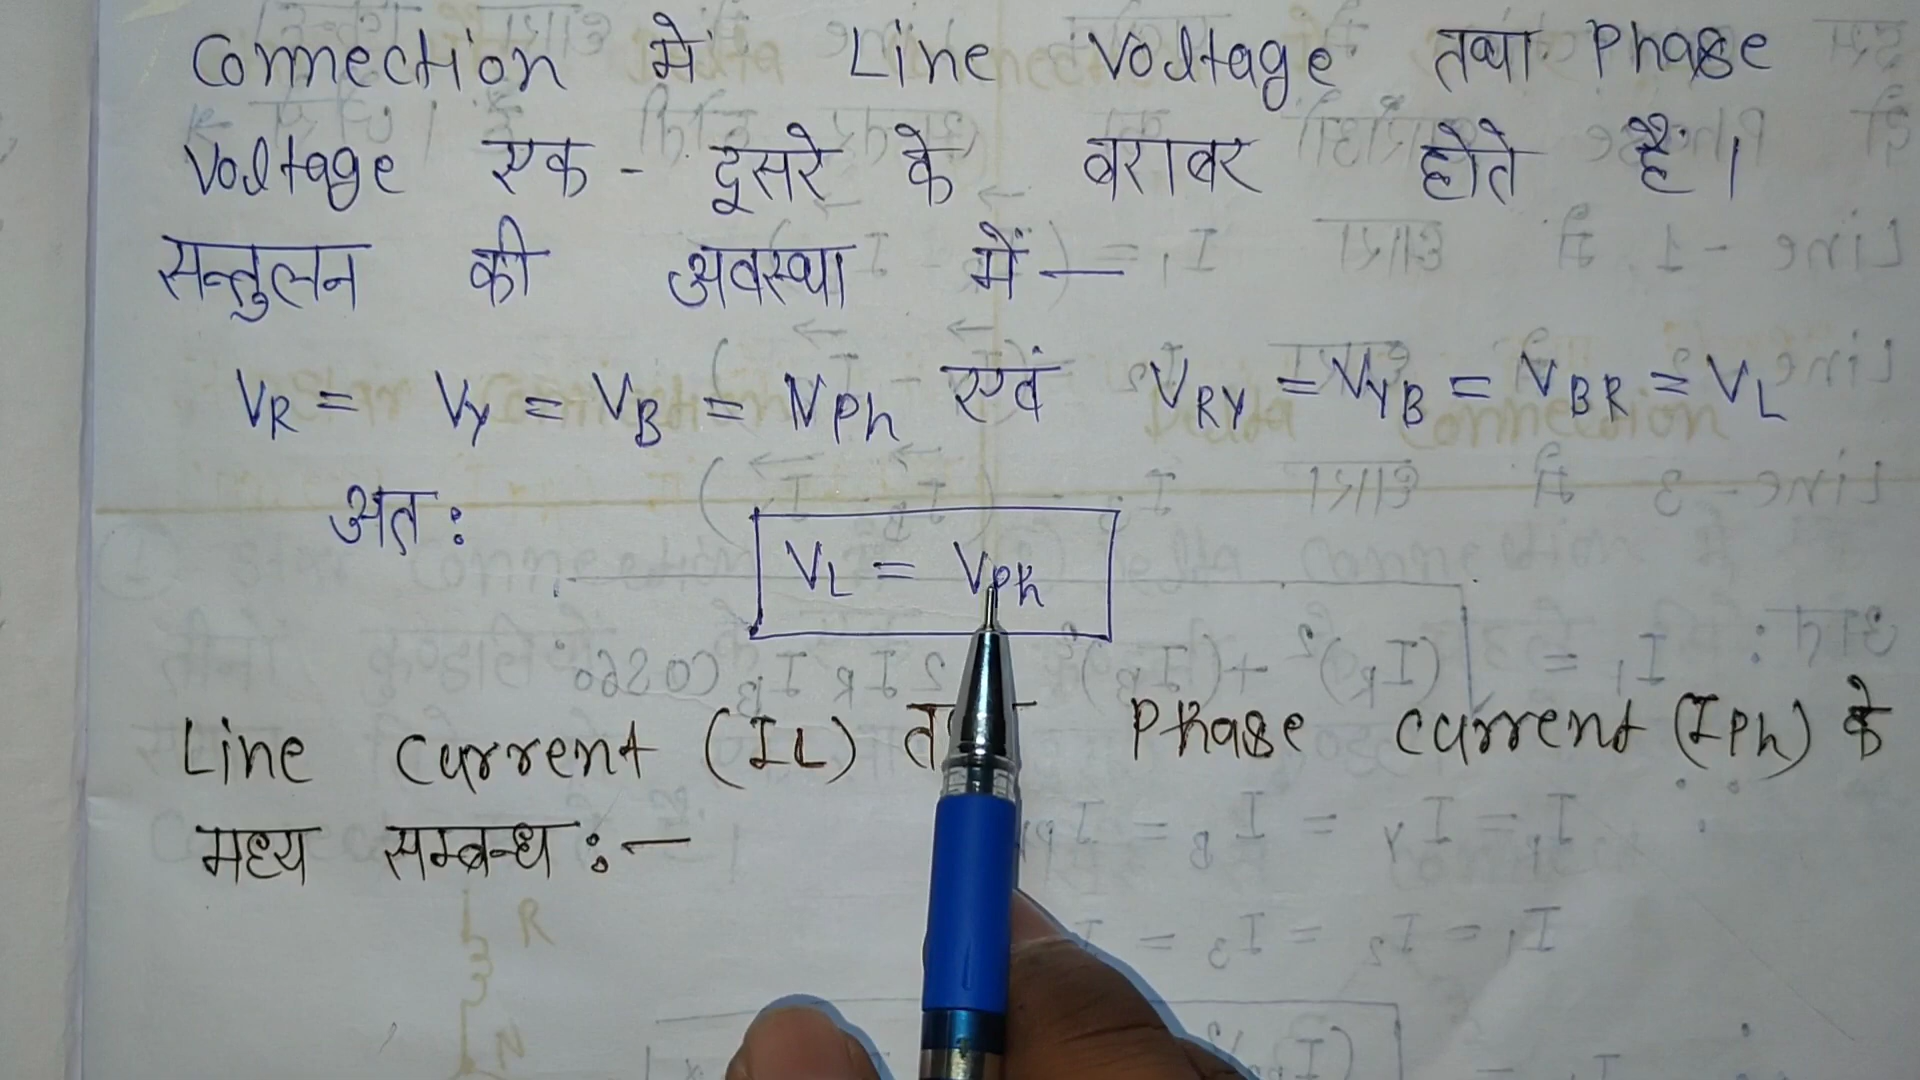 Connection में Line Voltage तथा Phase
Voltage एक - दूसरे के बराबर होते है।
सन्तुलन की अवस्था में —
VR = VY = VB = VPh एवं VRY = VYB = VBR = VL
अत:
VL = VPh
Line Current (IL) Phase Current (IPh) के
मध्य सम्बन्ध :—